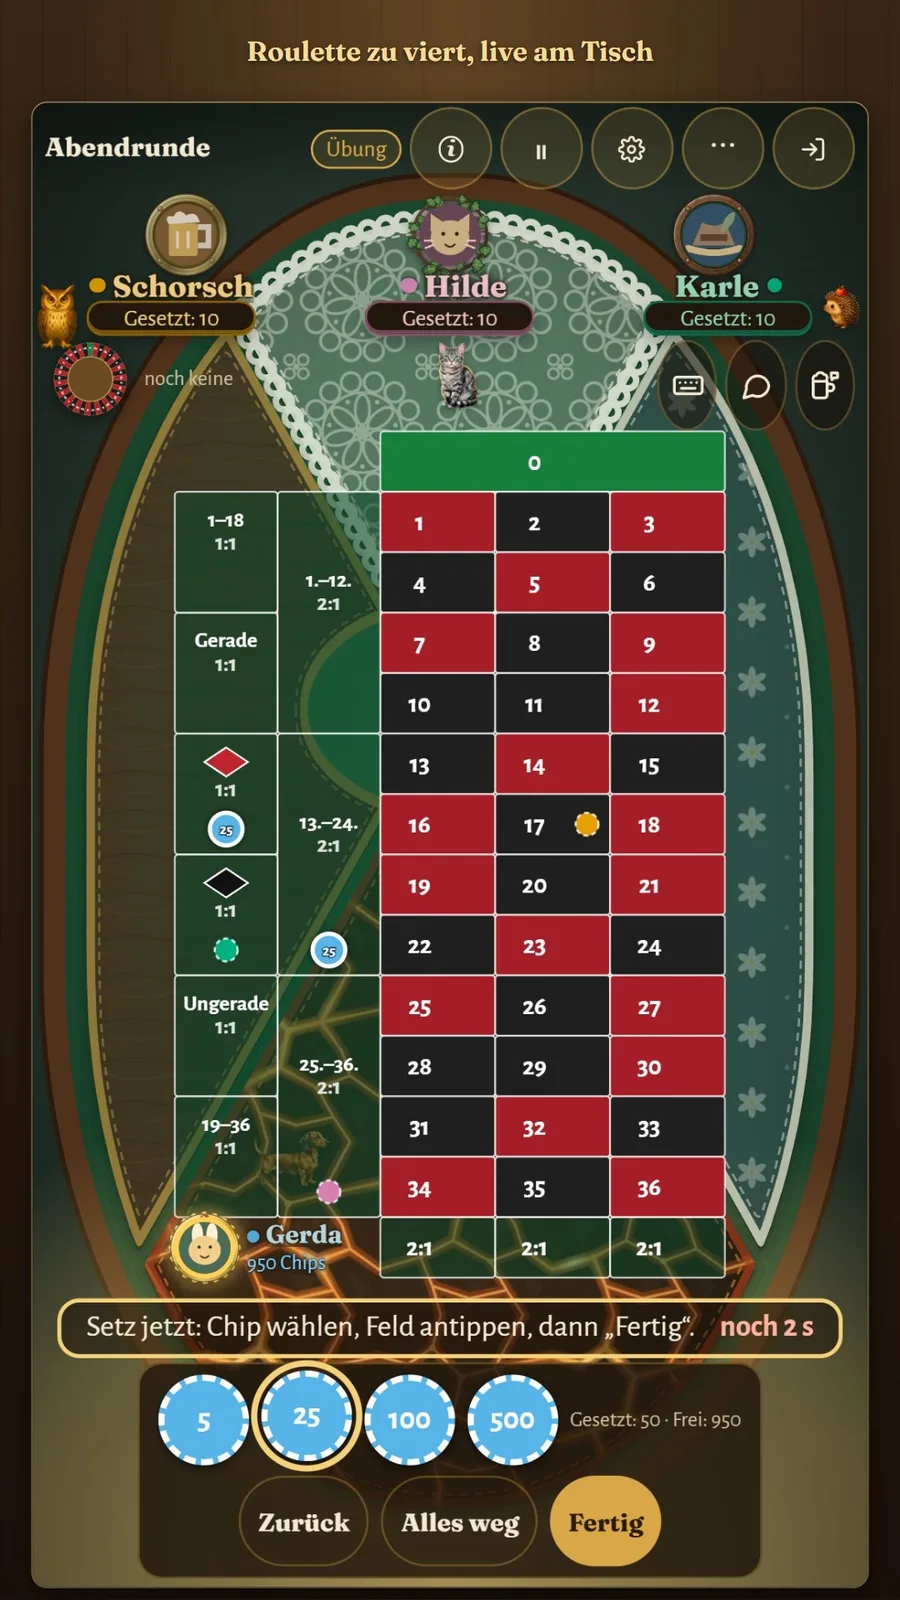 Roulette zu viert, live am Tisch
Abendrunde
Übung
Schorsch
Hilde
Karle
Gesetzt: 10
Gesetzt: 10
Gesetzt: 10
noch keine
0
1–18
1:1
1.–12.
2:1
Gerade
1:1
1:1
25
13.–24.
2:1
1:1
25
Ungerade
1:1
25.–36.
2:1
19–36
1:1
1 2 3
4 5 6
7 8 9
10 11 12
13 14 15
16 17 18
19 20 21
22 23 24
25 26 27
28 29 30
31 32 33
34 35 36
2:1 2:1 2:1
Gerda
950 Chips
Setz jetzt: Chip wählen, Feld antippen, dann „Fertig“. noch 2 s
5 25 100 500
Gesetzt: 50 · Frei: 950
Zurück
Alles weg
Fertig